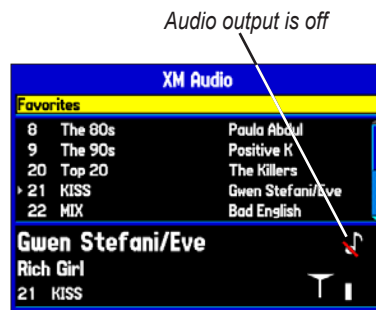 Audio output is off
XM Audio
Favorites
8 The 80s Paula Abdul
9 The 90s Positive K
20 Top 20 The Killers
21 KISS Gwen Stefani/Eve
22 MIX Bad English
Gwen Stefani/Eve
Rich Girl
21 KISS